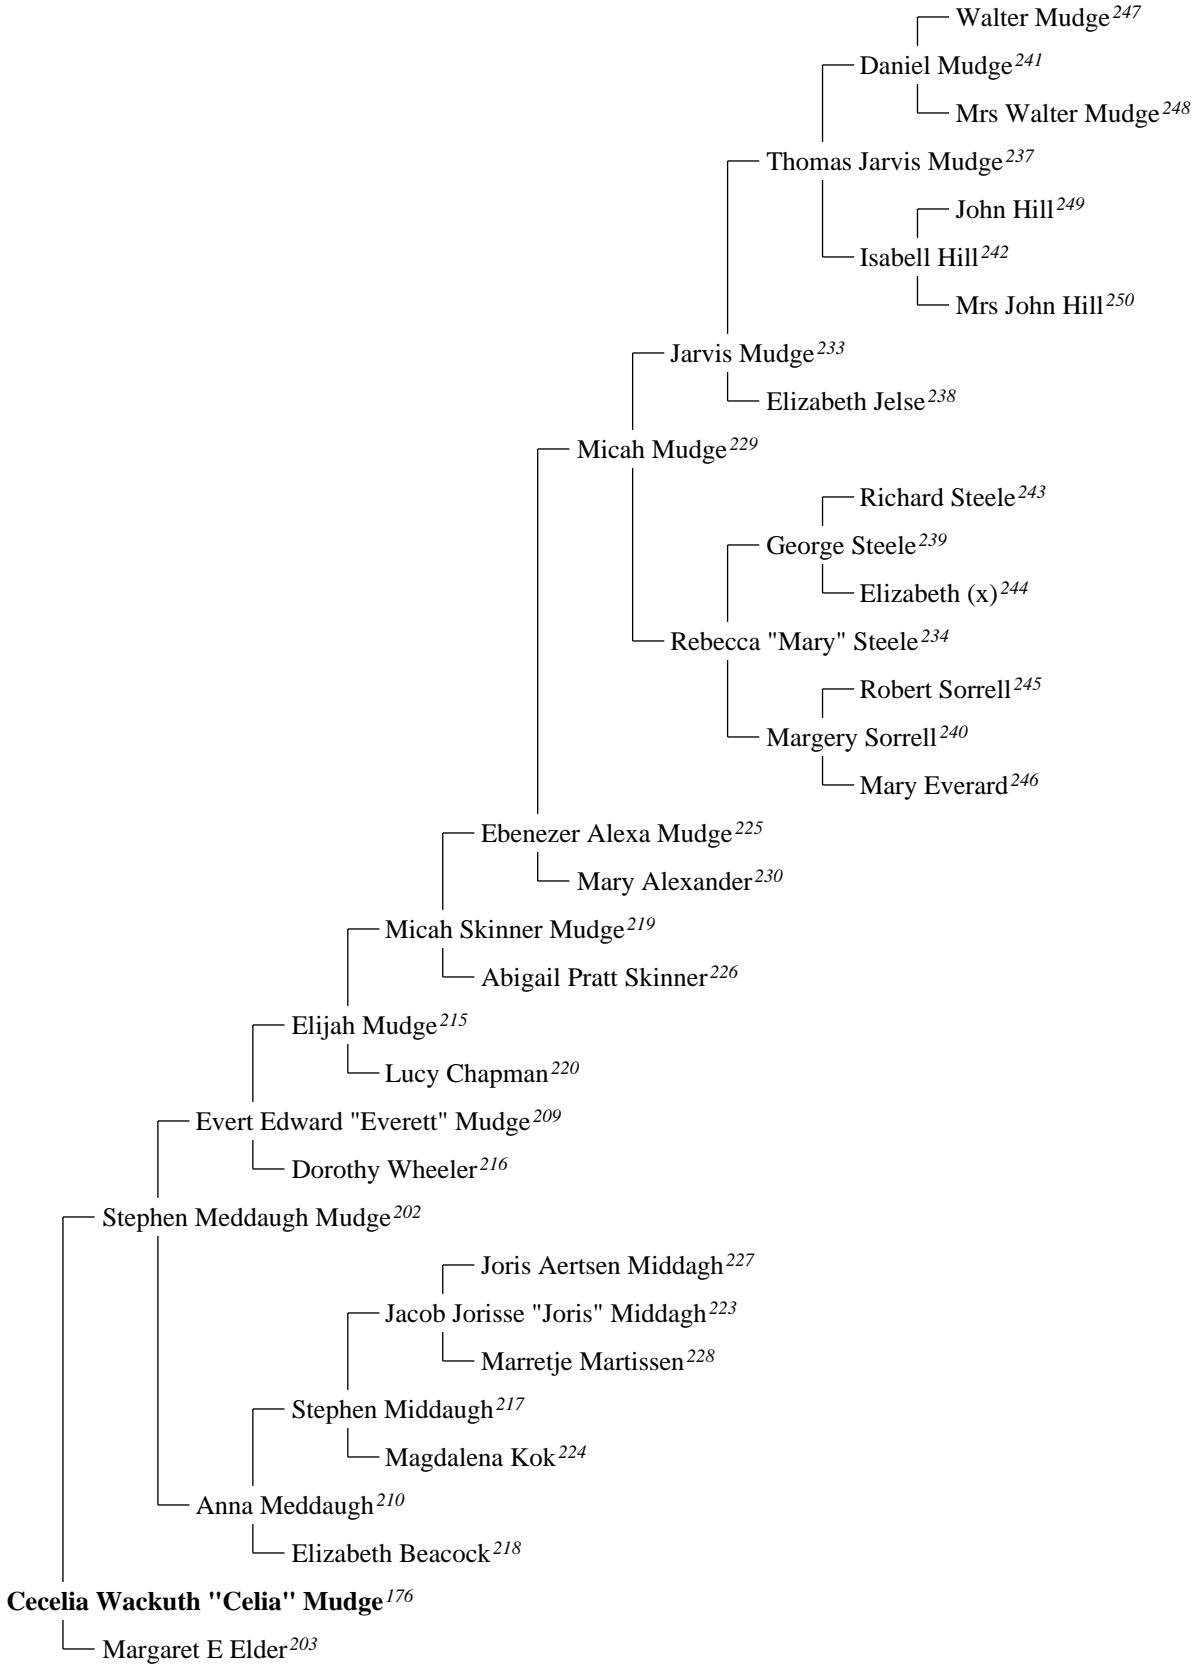 Walter Mudge247
Daniel Mudge241
Mrs Walter Mudge248
Thomas Jarvis Mudge237
John Hill249
Isabell Hill242
Mrs John Hill250
Jarvis Mudge233
Elizabeth Jelse238
Micah Mudge229
Richard Steele243
George Steele239
Elizabeth (x)244
Rebecca "Mary" Steele234
Robert Sorrell245
Margery Sorrell240
Mary Everard246
Ebenezer Alexa Mudge225
Mary Alexander230
Micah Skinner Mudge219
Abigail Pratt Skinner226
Elijah Mudge215
Lucy Chapman220
Evert Edward "Everett" Mudge209
Dorothy Wheeler216
Stephen Meddaugh Mudge202
Joris Aertsen Middagh227
Jacob Jorisse "Joris" Middagh223
Marretje Martissen228
Stephen Middaugh217
Magdalena Kok224
Anna Meddaugh210
Elizabeth Beacock218
Cecelia Wackuth "Celia" Mudge176
Margaret E Elder203